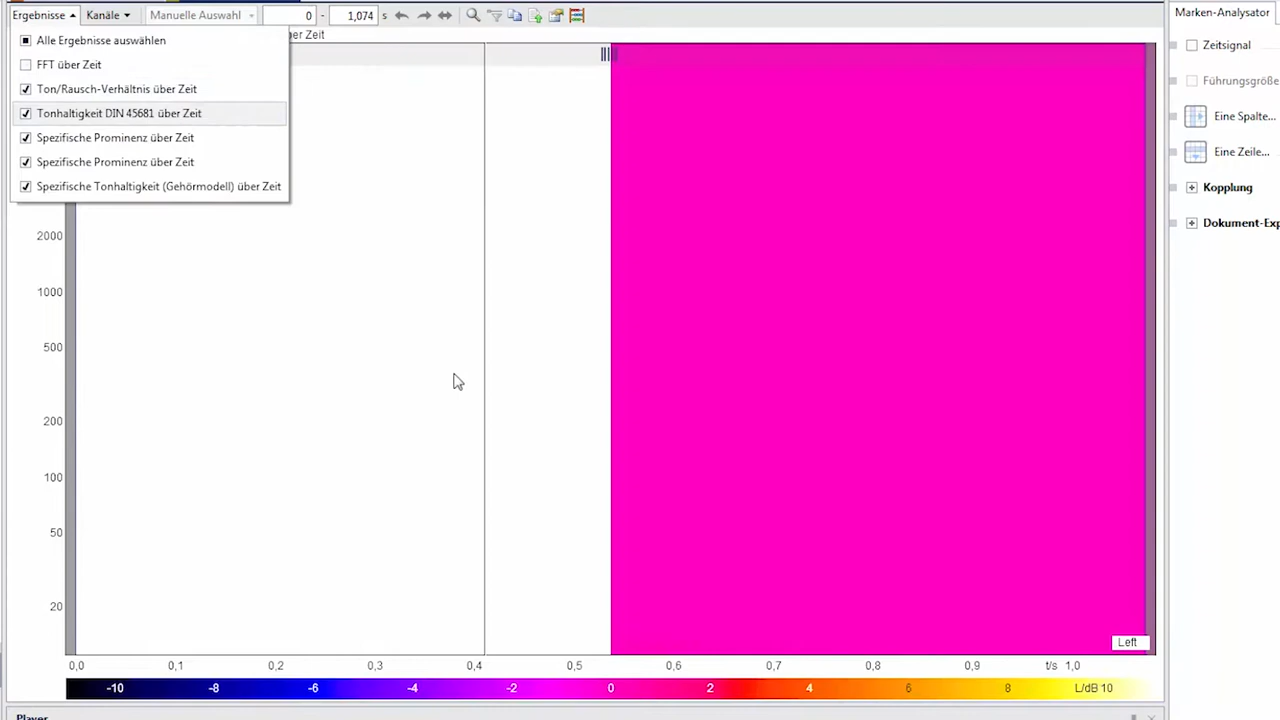 Ergebnisse Kanäle Manuelle Auswahl 0 - 1,074 s
Marken-Analysator
er Zeit
Alle Ergebnisse auswählen
FFT über Zeit
Ton/Rausch-Verhältnis über Zeit
Tonhaltigkeit DIN 45681 über Zeit
Spezifische Prominenz über Zeit
Spezifische Prominenz über Zeit
Spezifische Tonhaltigkeit (Gehörmodell) über Zeit
Zeitsignal
Führungsgröße
Eine Spalte...
Eine Zeile...
Kopplung
Dokument-Exp
2000
1000
500
200
100
50
20
Left
0,0 0,1 0,2 0,3 0,4 0,5 0,6 0,7 0,8 0,9 t/s 1,0
-10 -8 -6 -4 -2 0 2 4 6 8 L/dB 10
Player